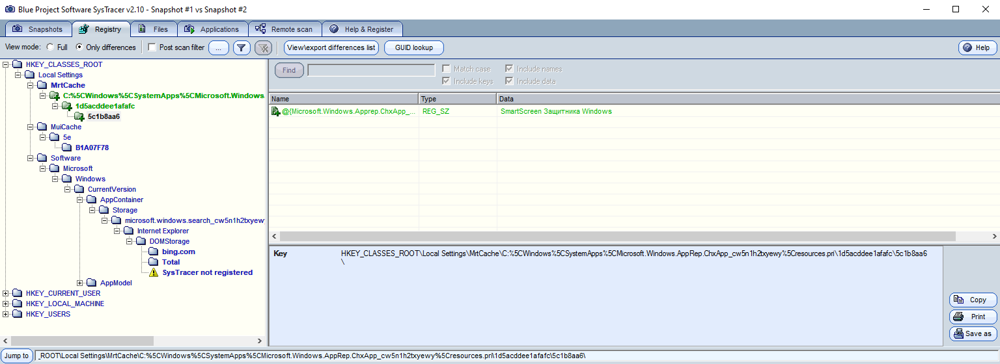 Blue Project Software SysTracer v2.10 - Snapshot #1 vs Snapshot #2
Snapshots Registry Files Applications Remote scan Help & Register
View mode: Full Only differences Post scan filter ... View\export differences list GUID lookup Help
HKEY_CLASSES_ROOT
Local Settings
MrtCache
C:%5CWindows%5CSystemApps%5CMicrosoft.Windows.
1d5acddee1afafc
5c1b8aa6
MuiCache
5e
B1A07F78
Software
Microsoft
Windows
CurrentVersion
AppContainer
Storage
microsoft.windows.search_cw5n1h2txyewy
Internet Explorer
DOMStorage
bing.com
Total
SysTracer not registered
AppModel
HKEY_CURRENT_USER
HKEY_LOCAL_MACHINE
HKEY_USERS
Find Match case Include names
Include keys Include data
Name Type Data
@{Microsoft.Windows.Apprep.ChxApp_... REG_SZ SmartScreen Защитника Windows
Key HKEY_CLASSES_ROOT\Local Settings\MrtCache\C:%5CWindows%5CSystemApps%5CMicrosoft.Windows.AppRep.ChxApp_cw5n1h2txyewy%5Cresources.pri\1d5acddee1afafc\5c1b8aa6
\
Copy
Print
Save as
Jump to _ROOT\Local Settings\MrtCache\C:%5CWindows%5CSystemApps%5CMicrosoft.Windows.AppRep.ChxApp_cw5n1h2txyewy%5Cresources.pri\1d5acddee1afafc\5c1b8aa6\